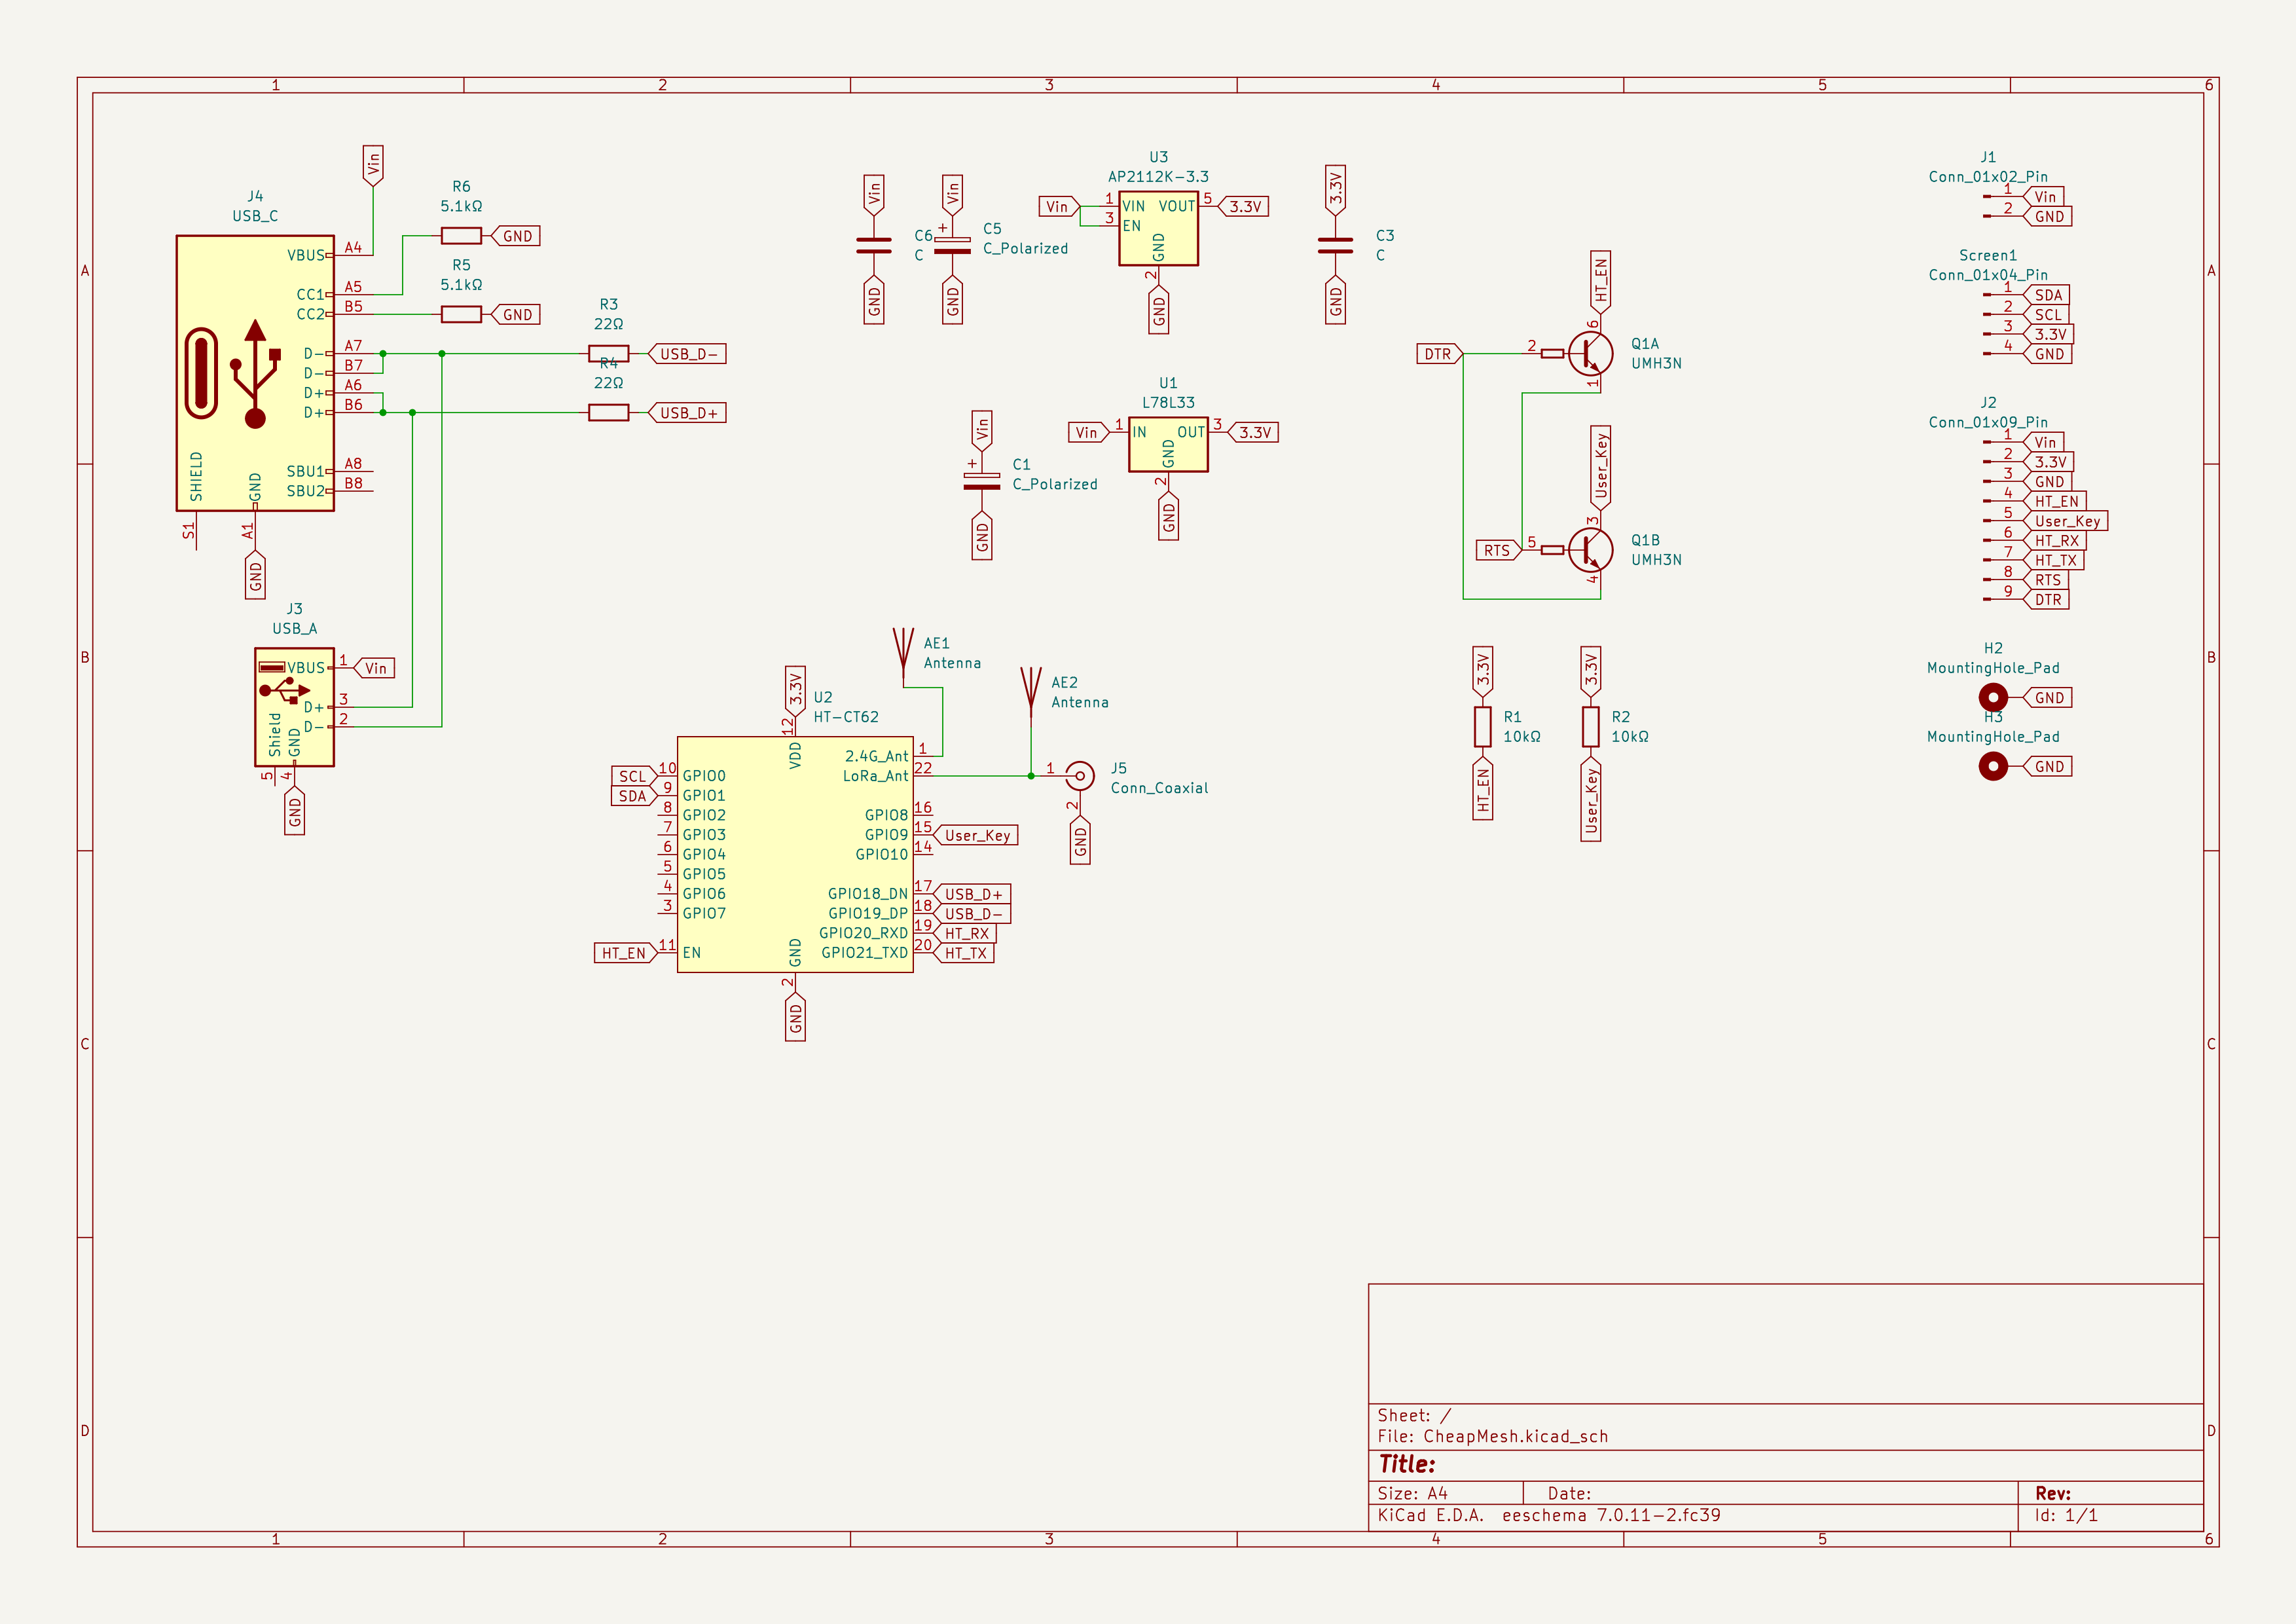 1 2 3 4 5 6
A
B
C
D
A
B
C
D
Vin
J4
USB_C
VBUS A4
CC1 A5
CC2 B5
D- A7
D- B7
D+ A6
D+ B6
SBU1 A8
SBU2 B8
SHIELD
GND
S1
A1
GND
R6
5.1kΩ
GND
R5
5.1kΩ
GND
R3
22Ω
USB_D-
R4
22Ω
USB_D+
J3
USB_A
VBUS 1 Vin
D+ 3
D- 2
Shield
GND
5
4
GND
Vin
C6
C
GND
Vin
+
C5
C_Polarized
GND
U3
AP2112K-3.3
Vin 1 VIN VOUT 5 3.3V
3 EN
GND
2
GND
3.3V
C3
C
GND
U1
L78L33
Vin 1 IN OUT 3 3.3V
GND
2
GND
Vin
+
C1
C_Polarized
GND
AE1
Antenna
AE2
Antenna
3.3V
12
U2
HT-CT62
VDD
2.4G_Ant 1
LoRa_Ant 22
1
J5
Conn_Coaxial
2
GND
SCL 10 GPIO0
SDA 9 GPIO1
8 GPIO2
7 GPIO3
6 GPIO4
5 GPIO5
4 GPIO6
3 GPIO7
HT_EN 11 EN
GPIO8 16
GPIO9 15 User_Key
GPIO10 14
GPIO18_DN 17 USB_D+
GPIO19_DP 18 USB_D-
GPIO20_RXD 19 HT_RX
GPIO21_TXD 20 HT_TX
GND
2
GND
HT_EN
6
DTR 2
Q1A
UMH3N
1
User_Key
3
RTS 5
Q1B
UMH3N
4
3.3V
R1
10kΩ
HT_EN
3.3V
R2
10kΩ
User_Key
J1
Conn_01x02_Pin
1 Vin
2 GND
Screen1
Conn_01x04_Pin
1 SDA
2 SCL
3 3.3V
4 GND
J2
Conn_01x09_Pin
1 Vin
2 3.3V
3 GND
4 HT_EN
5 User_Key
6 HT_RX
7 HT_TX
8 RTS
9 DTR
H2
MountingHole_Pad
GND
H3
MountingHole_Pad
GND
Sheet: /
File: CheapMesh.kicad_sch
Title:
Size: A4 Date: Rev:
KiCad E.D.A. eeschema 7.0.11-2.fc39 Id: 1/1
1 2 3 4 5 6